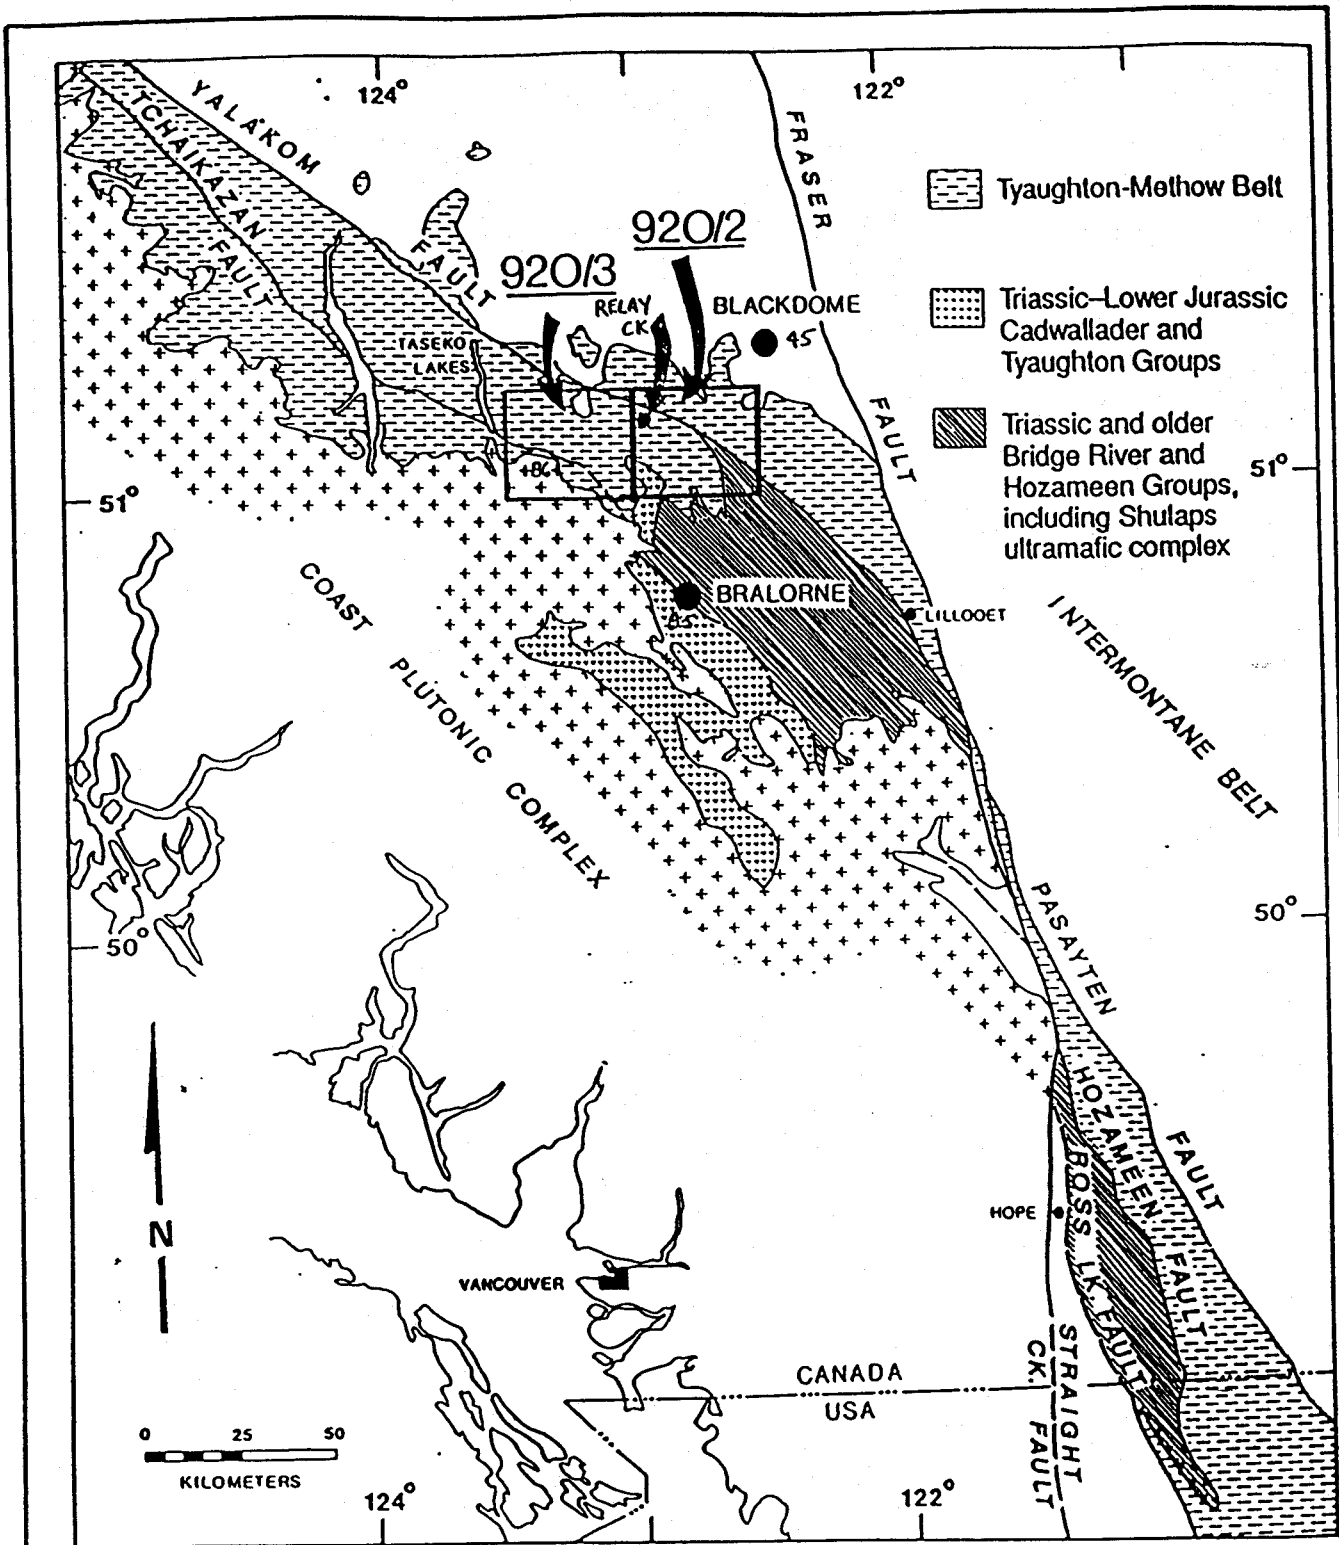 124°
122°
YALAKOM
FAULT
TCHAIKAZAN
FAULT
FRASER
FAULT
Tyaughton-Methow Belt
920/2
920/3
RELAY
CK
BLACKDOME
45
Triassic–Lower Jurassic
Cadwallader and
Tyaughton Groups
TASEKO
LAKES
Triassic and older
Bridge River and
Hozameen Groups,
including Shulaps
ultramafic complex
51°
51°
COAST PLUTONIC COMPLEX
BRALORNE
LILLOOET
INTERMONTANE BELT
50°
50°
PASAYTEN
FAULT
HOZAMEEN
FAULT
HOPE
ROSS LK. FAULT
N
VANCOUVER
STRAIGHT
CK. FAULT
CANADA
USA
0 25 50
KILOMETERS
124°
122°